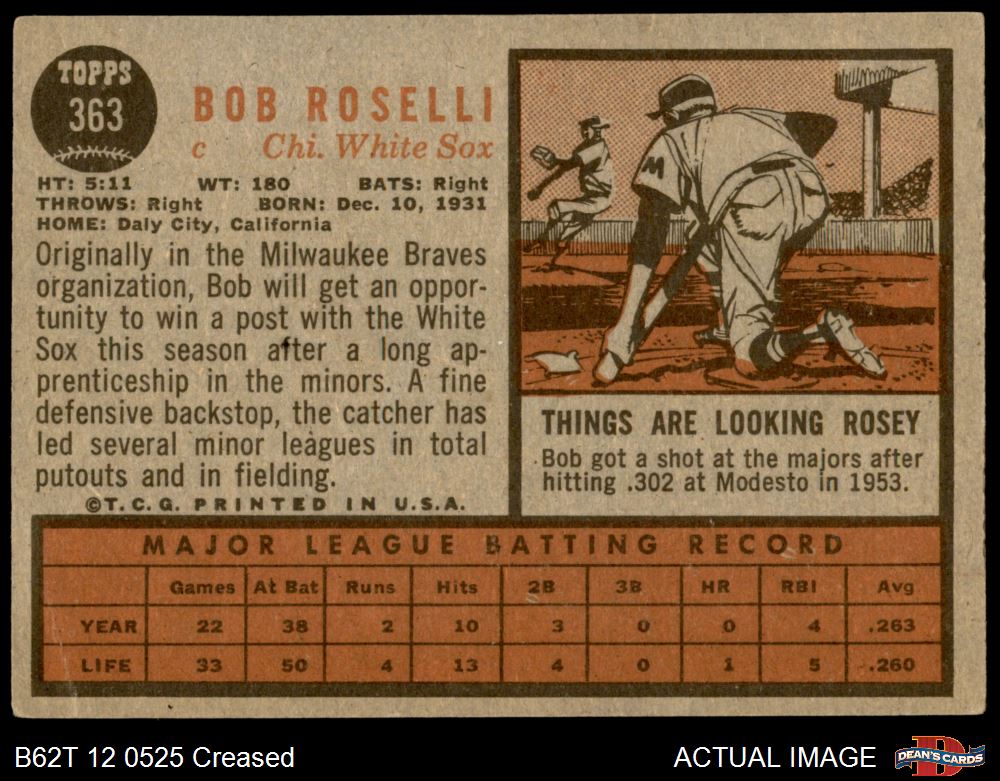 TOPPS
363
BOB ROSELLI
c Chi. White Sox
HT: 5:11 WT: 180 BATS: Right
THROWS: Right BORN: Dec. 10, 1931
HOME: Daly City, California
Originally in the Milwaukee Braves
organization, Bob will get an oppor-
tunity to win a post with the White
Sox this season after a long ap-
prenticeship in the minors. A fine
defensive backstop, the catcher has
led several minor leagues in total
putouts and in fielding.
©T.C.G. PRINTED IN U.S.A.
M
THINGS ARE LOOKING ROSEY
Bob got a shot at the majors after
hitting .302 at Modesto in 1953.
MAJOR LEAGUE BATTING RECORD
Games At Bat Runs Hits 2B 3B HR RBI Avg
YEAR 22 38 2 10 3 0 0 4 .263
LIFE 33 50 4 13 4 0 1 5 .260
B62T 12 0525 Creased
ACTUAL IMAGE
D
DEAN'S CARDS